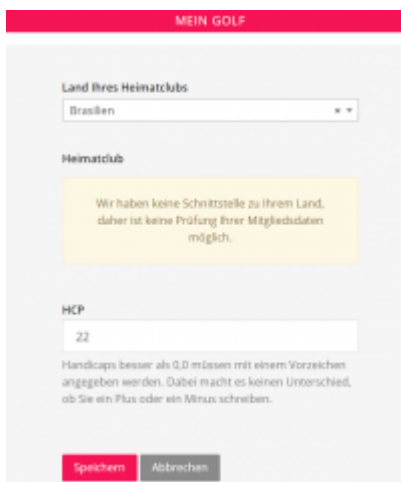 MEIN GOLF
Land Ihres Heimatclubs
Brasilien
Heimatclub
Wir haben keine Schnittstelle zu Ihrem Land,
daher ist keine Prüfung Ihrer Mitgliedsdaten
möglich.
HCP
22
Handicaps besser als 0,0 müssen mit einem Vorzeichen
angegeben werden. Dabei macht es keinen Unterschied,
ob Sie ein Plus oder ein Minus schreiben.
Speichern Abbrechen